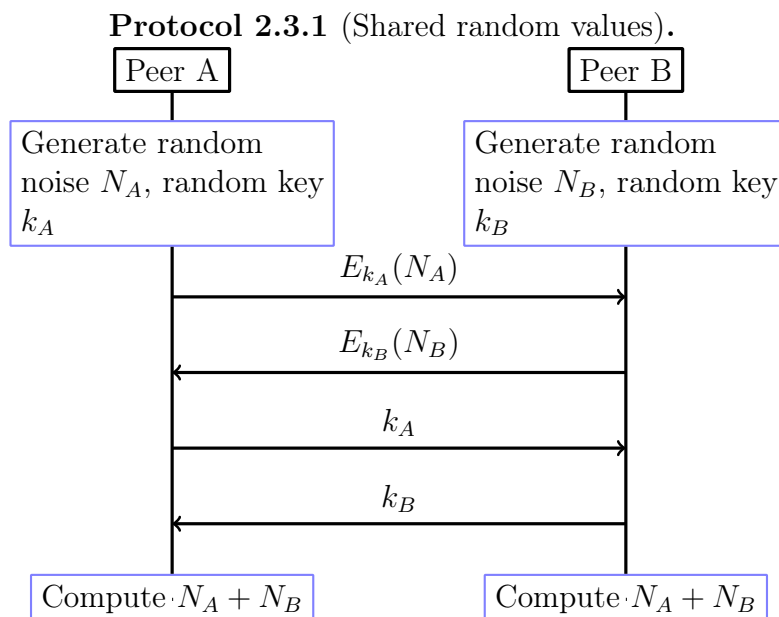 Protocol 2.3.1 (Shared random values).
Peer A
Peer B
Generate random
noise $N_A$, random key
$k_A$
Generate random
noise $N_B$, random key
$k_B$
$E_{k_A}(N_A)$
$E_{k_B}(N_B)$
$k_A$
$k_B$
Compute $N_A + N_B$
Compute $N_A + N_B$